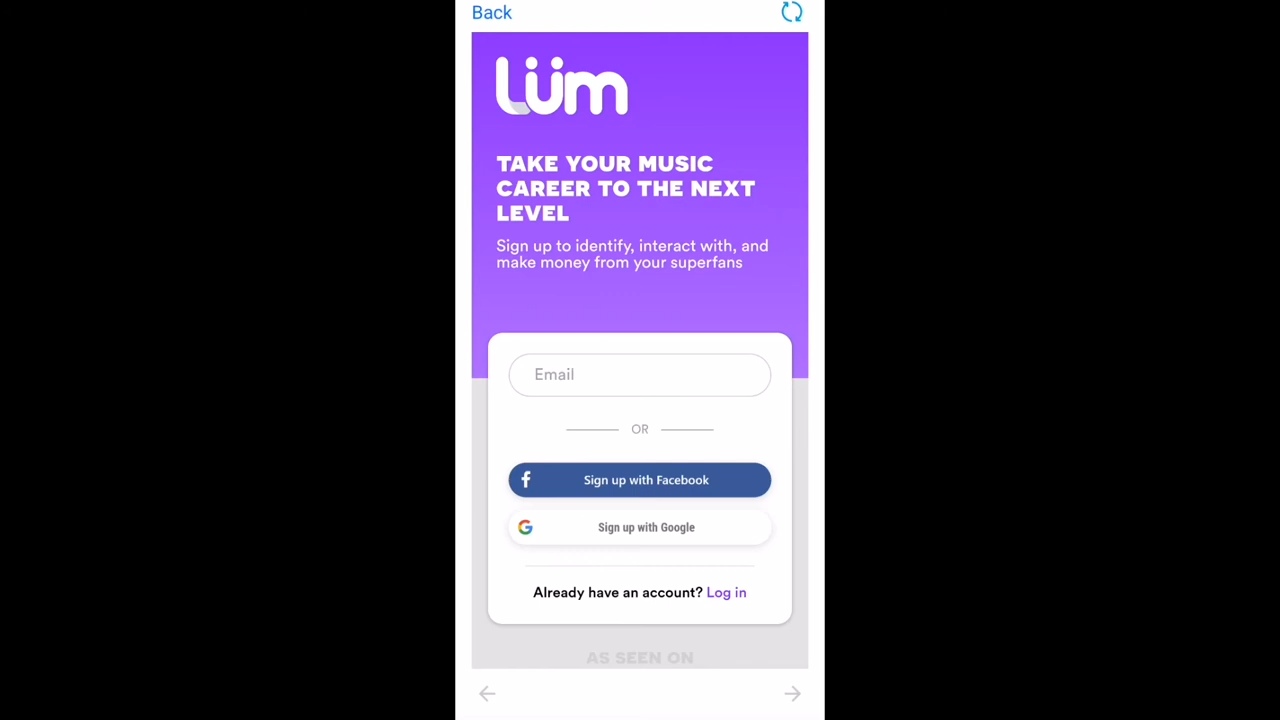 Back
Lüm
TAKE YOUR MUSIC
CAREER TO THE NEXT
LEVEL
Sign up to identify, interact with, and
make money from your superfans
Email
OR
Sign up with Facebook
Sign up with Google
Already have an account? Log in
AS SEEN ON